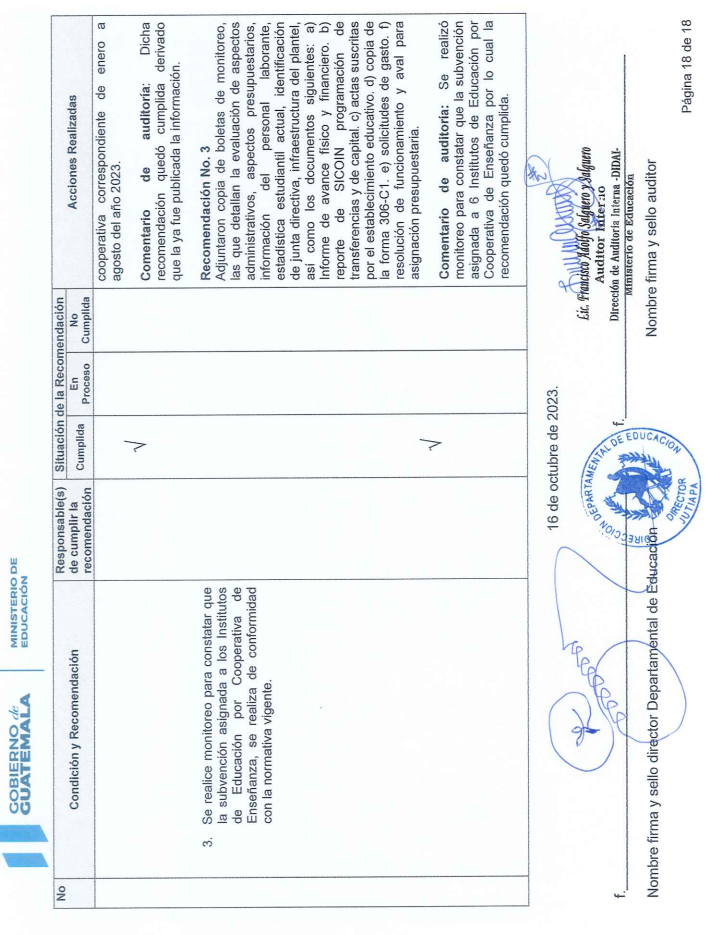 GOBIERNO de
GUATEMALA
MINISTERIO DE
EDUCACIÓN
No
Condición y Recomendación
Responsable(s)
de cumplir la
recomendación
Situación de la Recomendación
Cumplida
En
Proceso
No
Cumplida
Acciones Realizadas
cooperativa correspondiente de enero a
agosto del año 2023.
Comentario de auditoría: Dicha
recomendación quedó cumplida derivado
que la ya fue publicada la información.
√
3. Se realice monitoreo para constatar que
la subvención asignada a los Institutos
de Educación por Cooperativa de
Enseñanza, se realiza de conformidad
con la normativa vigente.
Recomendación No. 3
Adjuntaron copia de boletas de monitoreo,
las que detallan la evaluación de aspectos
administrativos, aspectos presupuestarios,
información del personal laborante,
estadística estudiantil actual, identificación
de junta directiva, infraestructura del plantel,
así como los documentos siguientes: a)
Informe de avance físico y financiero. b)
reporte de SICOIN programación de
transferencias y de capital. c) actas suscritas
por el establecimiento educativo. d) copia de
la forma 306-C1. e) solicitudes de gasto. f)
resolución de funcionamiento y aval para
asignación presupuestaria.
√
Comentario de auditoría: Se realizó
monitoreo para constatar que la subvención
asignada a 6 Institutos de Educación por
Cooperativa de Enseñanza por lo cual la
recomendación quedó cumplida.
16 de octubre de 2023.
f.
Nombre firma y sello director Departamental de Educación
DIRECCIÓN DEPARTAMENTAL DE EDUCACIÓN
DIRECTOR
JUTIAPA
f.
Lic. Francisco Adolfo Salguero y Salguero
Auditor Interno
Dirección de Auditoría Interna -DIDAI-
Ministerio de Educación
Nombre firma y sello auditor
Página 18 de 18